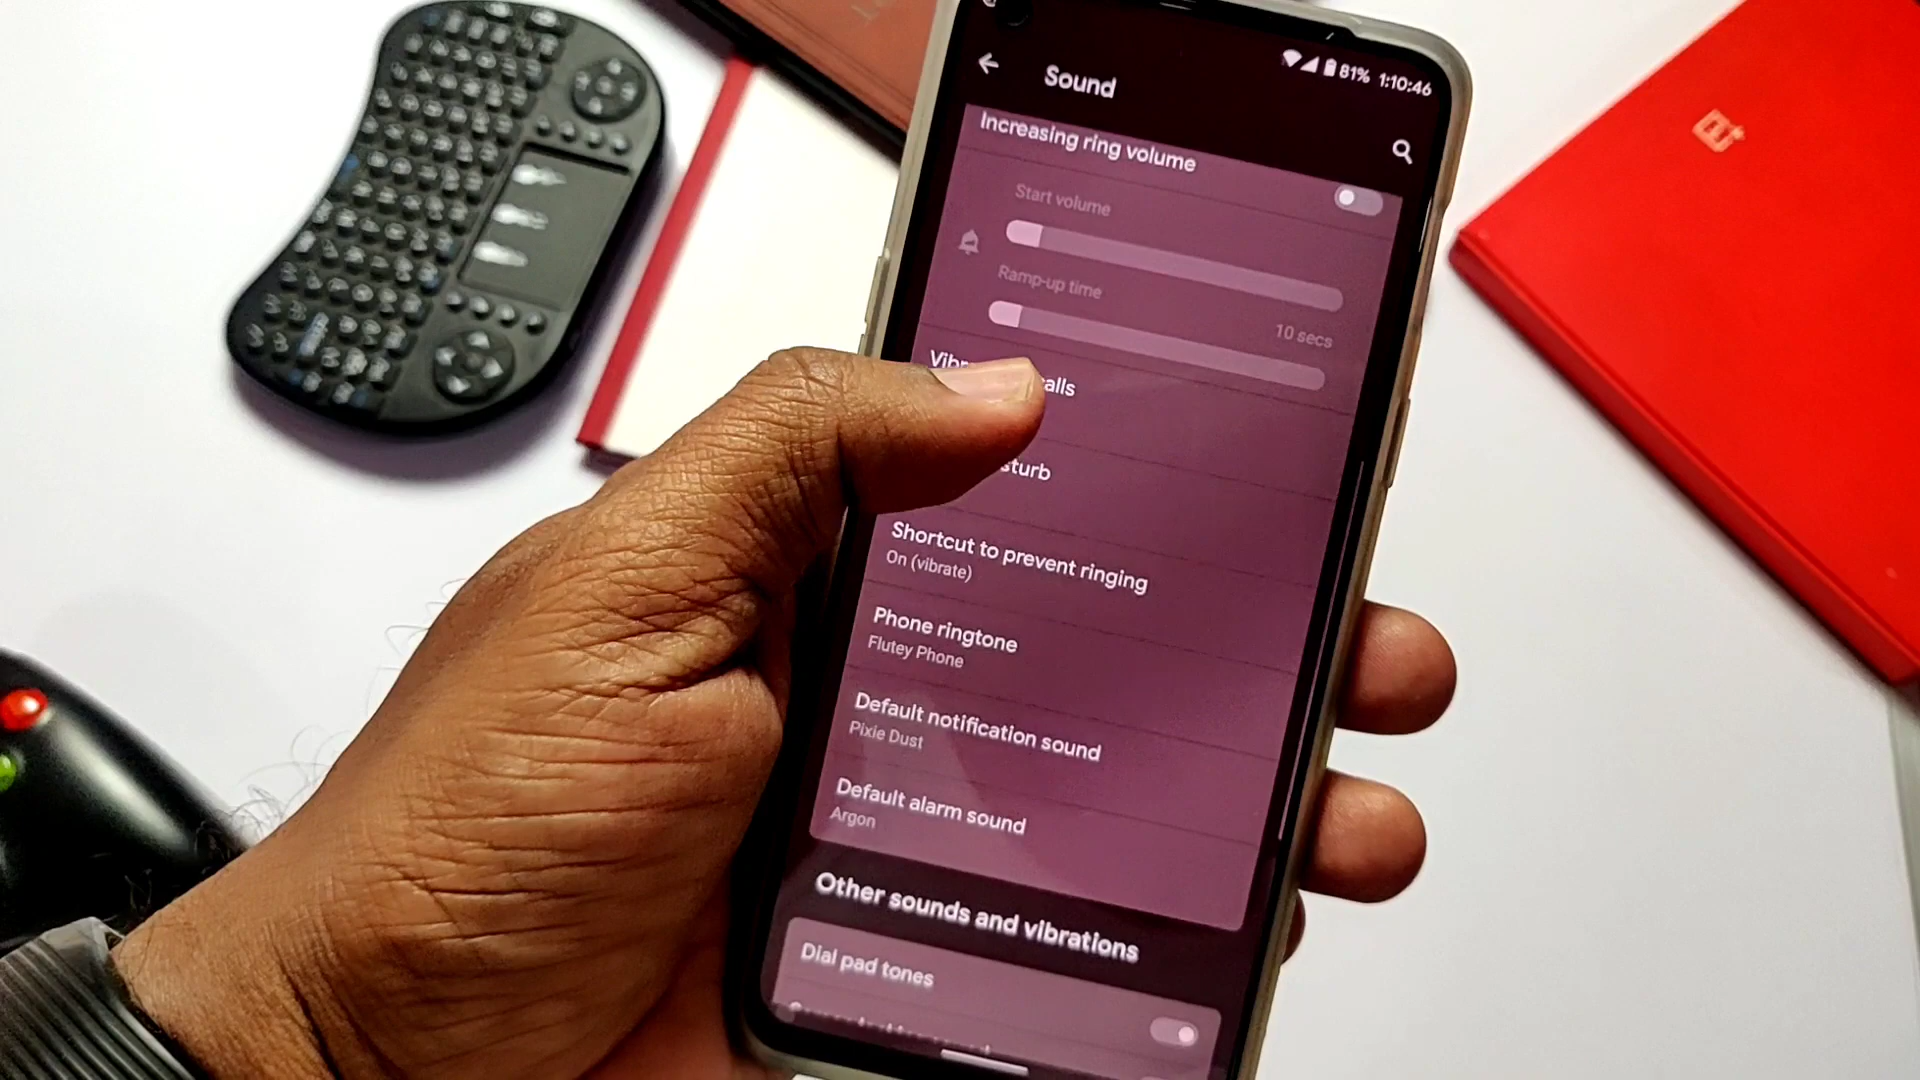 81% 1:10:46
Sound
Increasing ring volume
Start volume
Ramp-up time
10 secs
Shortcut to prevent ringing
On (vibrate)
Phone ringtone
Flutey Phone
Default notification sound
Pixie Dust
Default alarm sound
Argon
Other sounds and vibrations
Dial pad tones